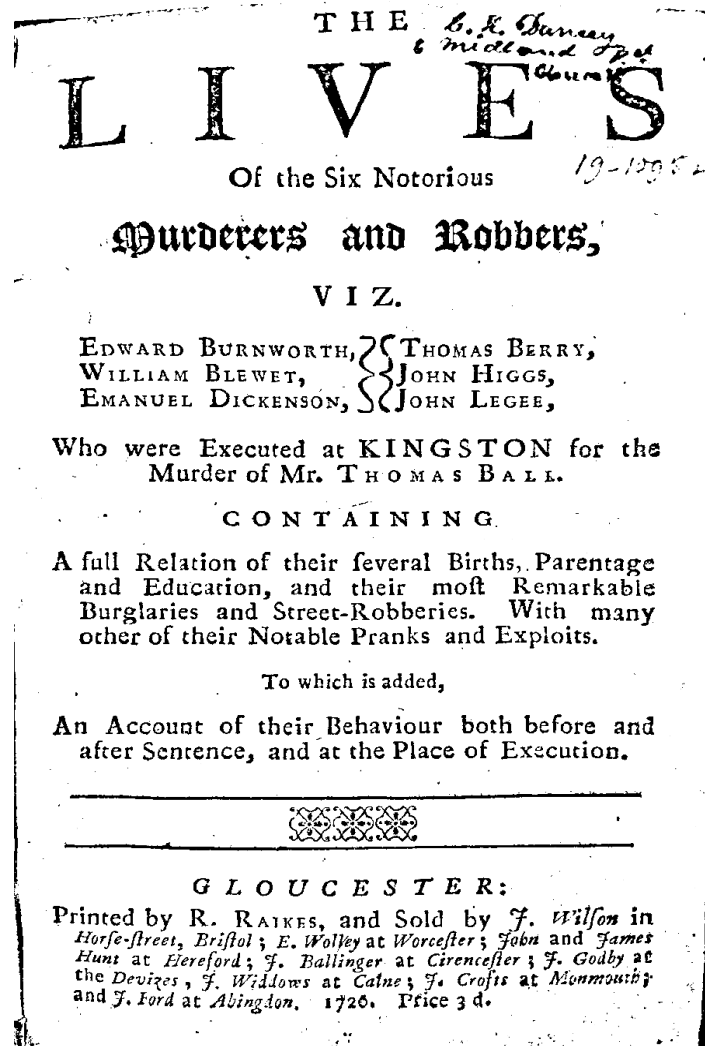 THE
LIVES
Of the Six Notorious
Murderers and Robbers,
VIZ.
EDWARD BURNWORTH, THOMAS BERRY,
WILLIAM BLEWET, JOHN HIGGS,
EMANUEL DICKENSON, JOHN LEGEE,
Who were Executed at KINGSTON for the
Murder of Mr. THOMAS BALL.
CONTAINING
A full Relation of their ſeveral Births, Parentage
and Education, and their moſt Remarkable
Burglaries and Street-Robberies. With many
other of their Notable Pranks and Exploits.
To which is added,
An Account of their Behaviour both before and
after Sentence, and at the Place of Execution.
GLOUCESTER:
Printed by R. RAIKES, and Sold by J. Wilſon in
Horſe-ſtreet, Briſtol; E. Wolley at Worceſter; John and James
Hunt at Hereford; J. Ballinger at Cirenceſter; J. Godby at
the Devizes, J. Widdows at Calne; J. Crofts at Monmouth;
and J. Ford at Abingdon. 1726. Price 3 d.